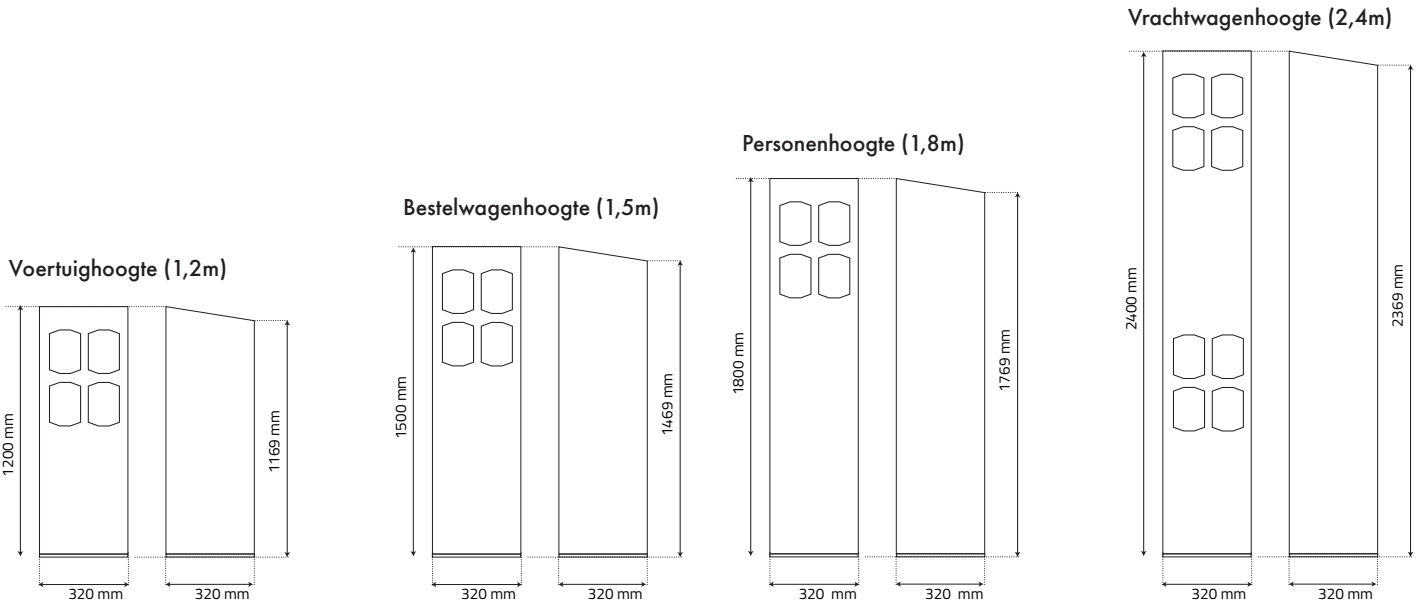 Vrachtwagenhoogte (2,4m)
Personenhoogte (1,8m)
Bestelwagenhoogte (1,5m)
Voertuighoogte (1,2m)
1200 mm
1169 mm
320 mm
320 mm
1500 mm
1469 mm
320 mm
320 mm
1800 mm
1769 mm
320 mm
320 mm
2400 mm
2369 mm
320 mm
320 mm